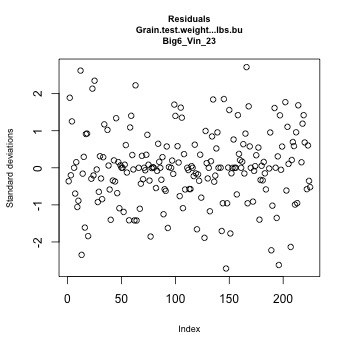 Residuals
Grain.test.weight...lbs.bu
Big6_Vin_23
Standard deviations
2
1
0
-1
-2
0
50
100
150
200
Index